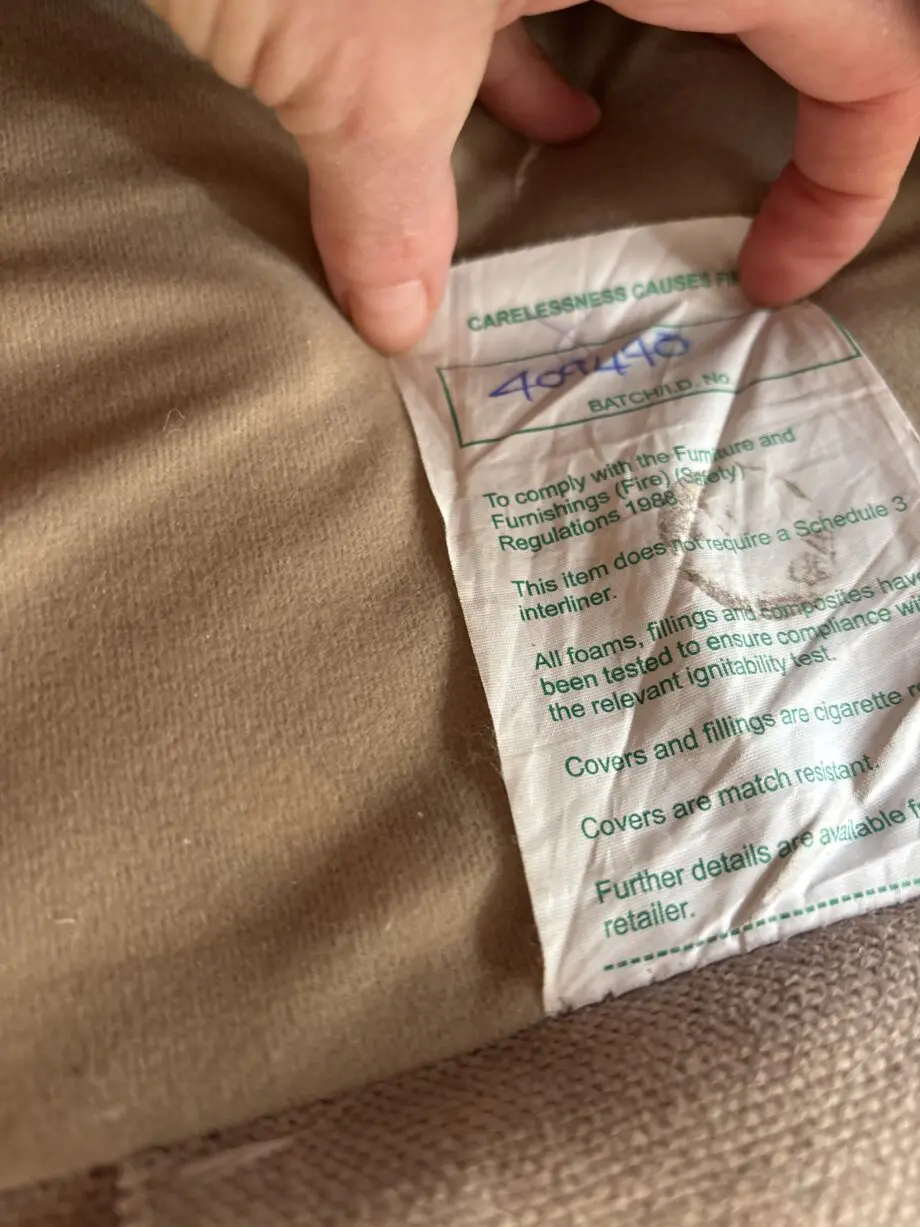 CARELESSNESS CAUSES
409440
BATCH/I.D. No.
To comply with the Furniture and
Furnishings (Fire) (Safety)
Regulations 1988
This item does not require a Schedule 3
interliner.
All foams, fillings and composites have
been tested to ensure compliance
the relevant ignitability test.
Covers and fillings are cigarette
Covers are match resistant.
Further details are available
retailer.